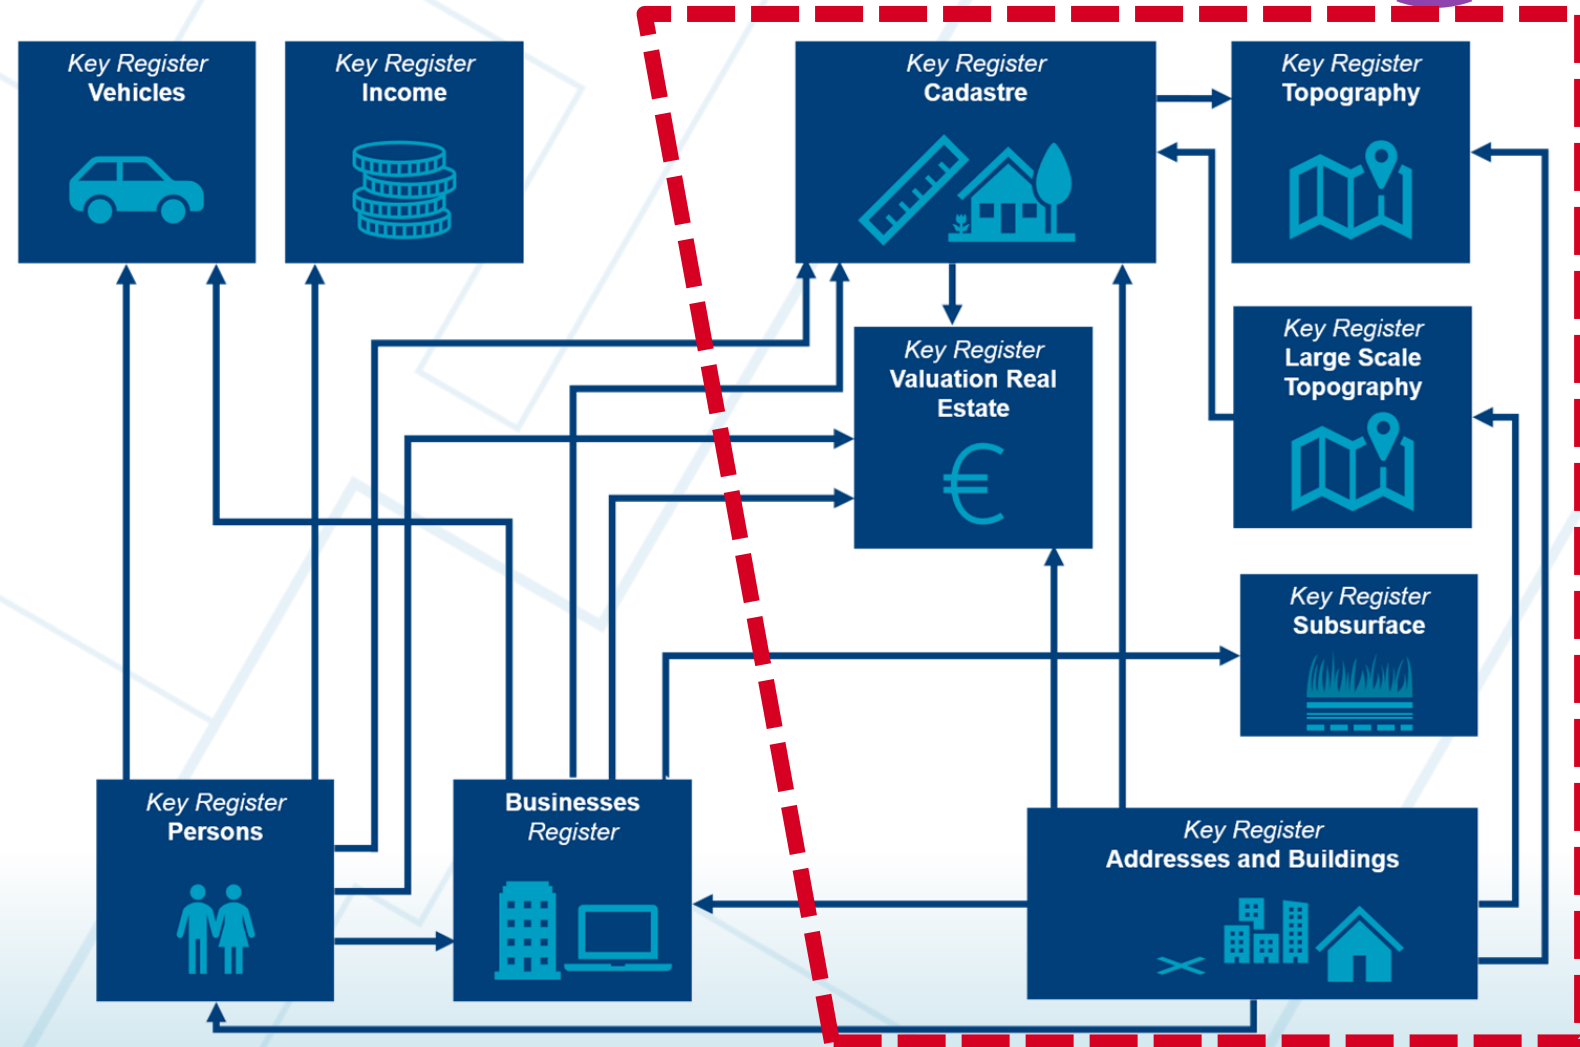 Key Register
Vehicles
Key Register
Income
Key Register
Cadastre
Key Register
Topography
Key Register
Valuation Real
Estate
€
Key Register
Large Scale
Topography
Key Register
Subsurface
Key Register
Persons
Businesses
Register
Key Register
Addresses and Buildings